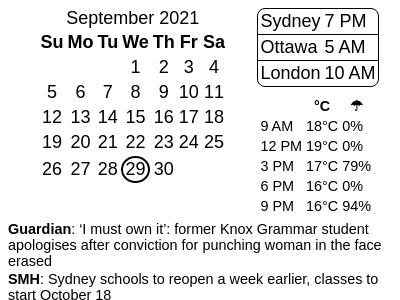 September 2021
Su Mo Tu We Th Fr Sa
1 2 3 4
5 6 7 8 9 10 11
12 13 14 15 16 17 18
19 20 21 22 23 24 25
26 27 28 29 30
Sydney 7 PM
Ottawa 5 AM
London 10 AM
°C ☂
9 AM 18°C 0%
12 PM 19°C 0%
3 PM 17°C 79%
6 PM 16°C 0%
9 PM 16°C 94%
Guardian: ‘I must own it’: former Knox Grammar student
apologises after conviction for punching woman in the face
erased
SMH: Sydney schools to reopen a week earlier, classes to
start October 18